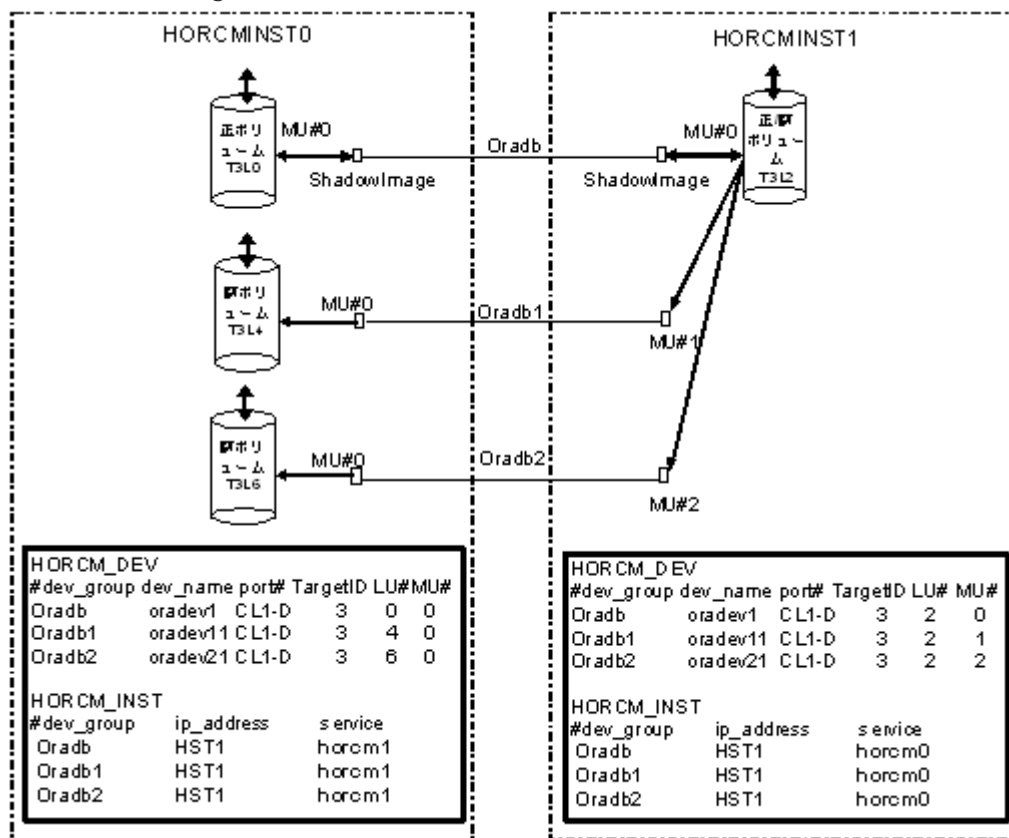 HORCMINST0
正ボリ
ューム
T3L0
MU#0
ShadowImage
Oradb
副ボリ
ューム
T3L4
MU#0
Oradb1
副ボリ
ューム
T3L6
MU#0
Oradb2
HORCM_DEV
#dev_group dev_name port# TargetID LU# MU#
Oradb oradev1 CL1-D 3 0 0
Oradb1 oradev11 CL1-D 3 4 0
Oradb2 oradev21 CL1-D 3 6 0
HORCM_INST
#dev_group ip_address service
Oradb HST1 horcm1
Oradb1 HST1 horcm1
Oradb2 HST1 horcm1
HORCMINST1
MU#0
ShadowImage
正/副
ボリュー
ム
T3L2
MU#1
MU#2
HORCM_DEV
#dev_group dev_name port# TargetID LU# MU#
Oradb oradev1 CL1-D 3 2 0
Oradb1 oradev11 CL1-D 3 2 1
Oradb2 oradev21 CL1-D 3 2 2
HORCM_INST
#dev_group ip_address service
Oradb HST1 horcm0
Oradb1 HST1 horcm0
Oradb2 HST1 horcm0